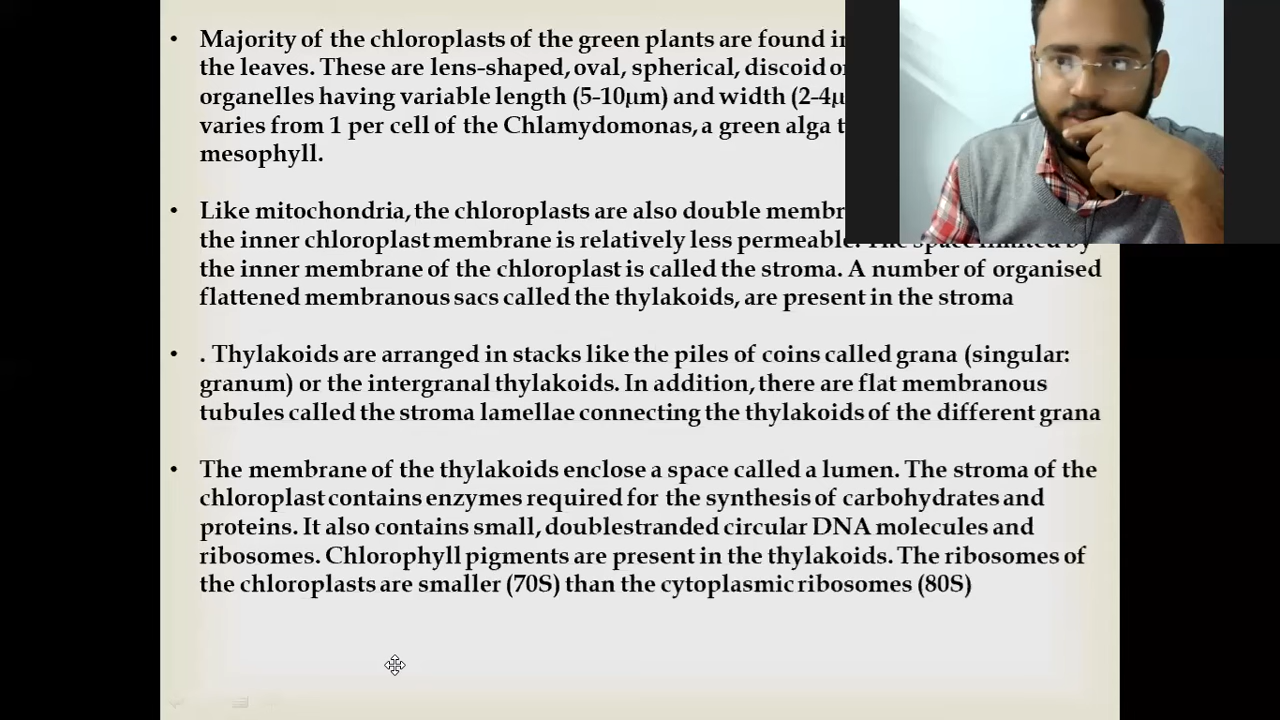 • Majority of the chloroplasts of the green plants are found
the leaves. These are lens-shaped, oval, spherical, discoid
organelles having variable length (5-10µm) and width
varies from 1 per cell of the Chlamydomonas, a green alga
mesophyll.
• Like mitochondria, the chloroplasts are also double
the inner chloroplast membrane is relatively less permeable. The space limited by
the inner membrane of the chloroplast is called the stroma. A number of organised
flattened membranous sacs called the thylakoids, are present in the stroma
• . Thylakoids are arranged in stacks like the piles of coins called grana (singular:
granum) or the intergranal thylakoids. In addition, there are flat membranous
tubules called the stroma lamellae connecting the thylakoids of the different grana
• The membrane of the thylakoids enclose a space called a lumen. The stroma of the
chloroplast contains enzymes required for the synthesis of carbohydrates and
proteins. It also contains small, doublestranded circular DNA molecules and
ribosomes. Chlorophyll pigments are present in the thylakoids. The ribosomes of
the chloroplasts are smaller (70S) than the cytoplasmic ribosomes (80S)